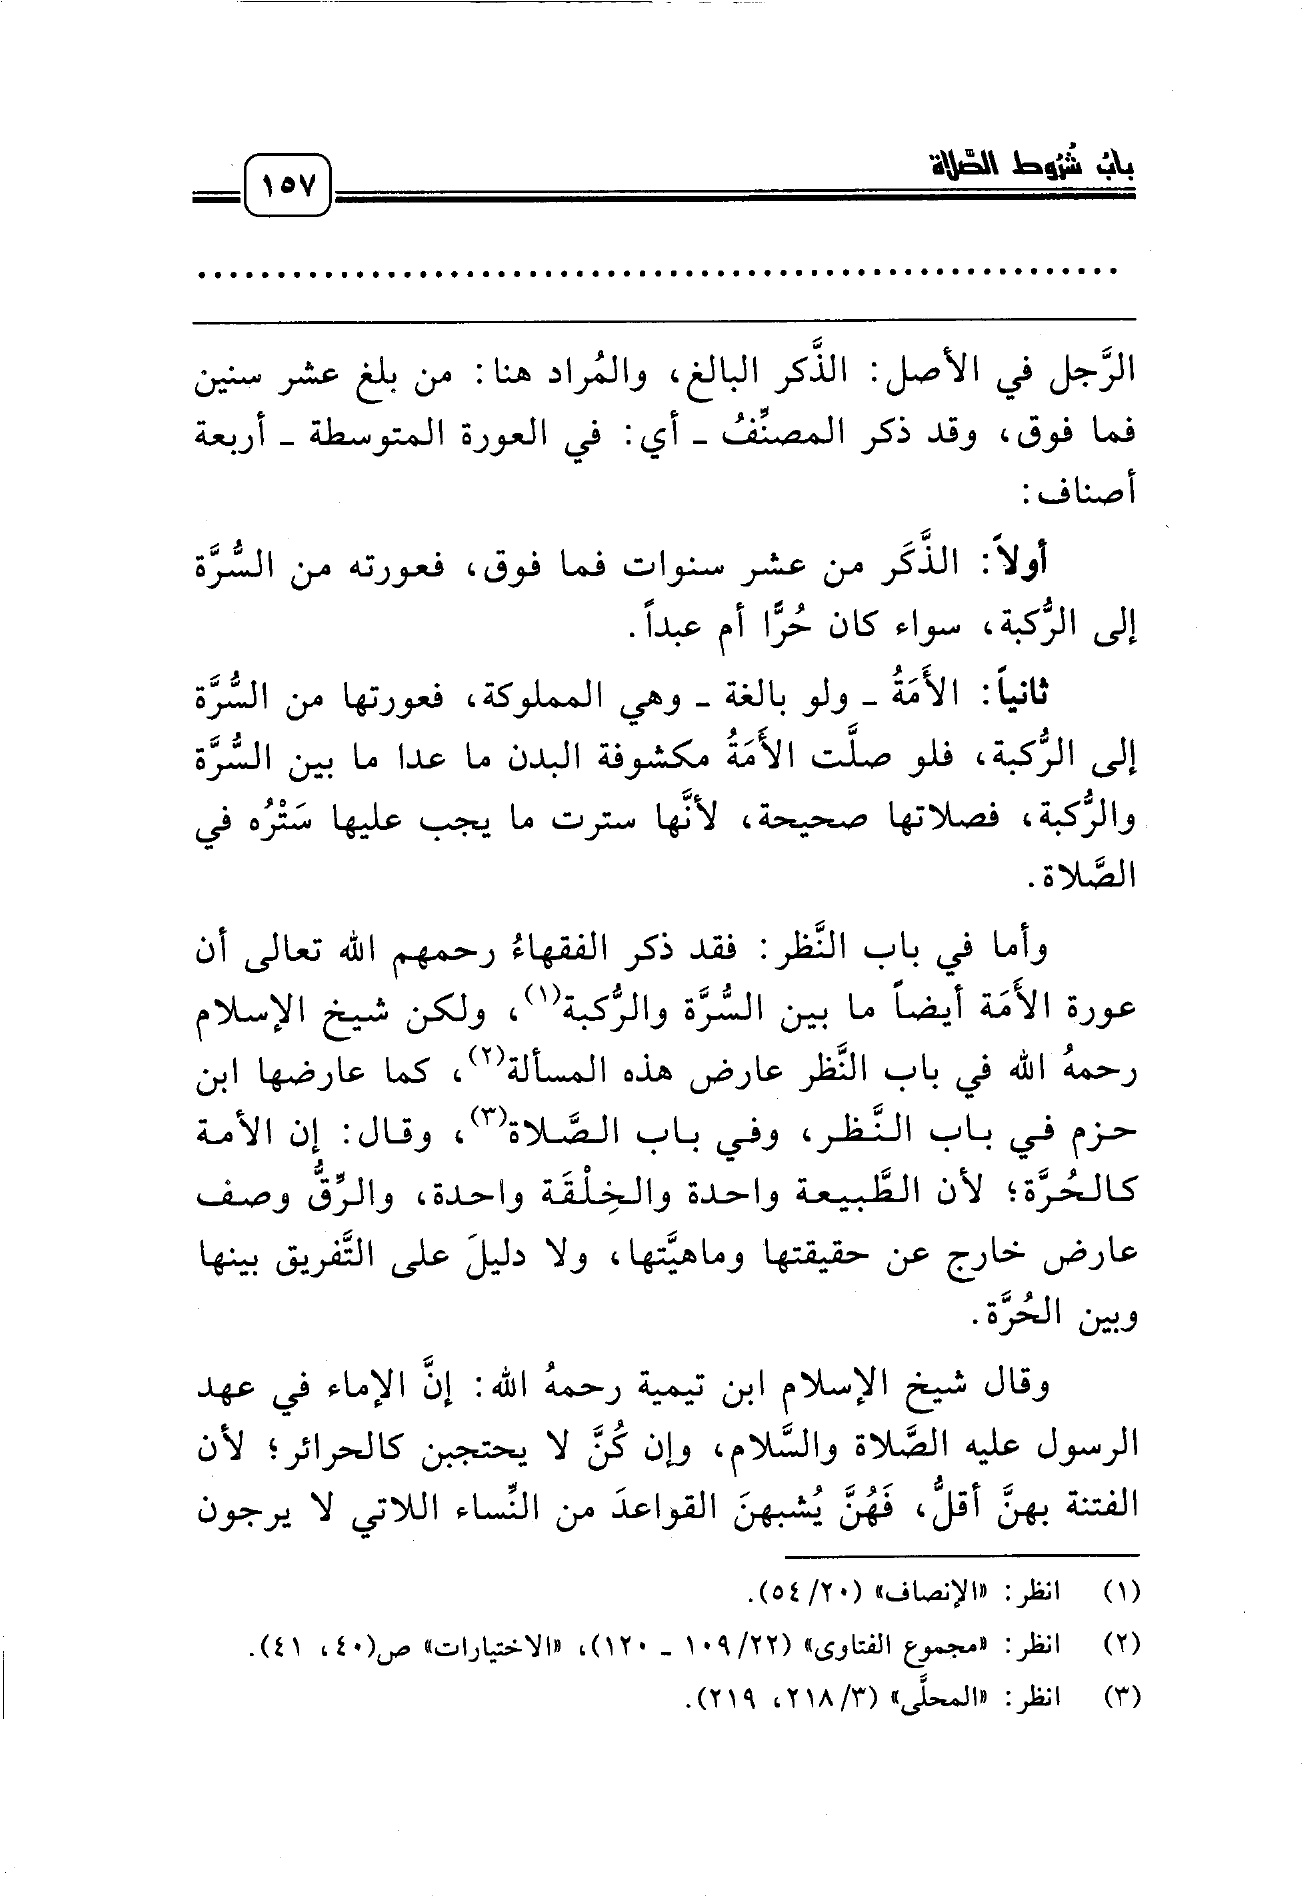 بابُ شُرُوط الصَّلاة
١٥٧
الرَّجل في الأصل: الذَّكر البالغ، والمُراد هنا: من بلغ عشر سنين
فما فوق، وقد ذكر المصنِّفُ ـ أي: في العورة المتوسطة ـ أربعة
أصناف:
أولاً: الذَّكَر من عشر سنوات فما فوق، فعورته من السُّرَّة
إلى الرُّكبة، سواء كان حُرًّا أم عبداً.
ثانياً: الأَمَةُ ـ ولو بالغة ـ وهي المملوكة، فعورتها من السُّرَّة
إلى الرُّكبة، فلو صلَّت الأَمَةُ مكشوفة البدن ما عدا ما بين السُّرَّة
والرُّكبة، فصلاتها صحيحة، لأنَّها سترت ما يجب عليها سَتْرُه في
الصَّلاة.
وأما في باب النَّظر: فقد ذكر الفقهاءُ رحمهم الله تعالى أن
عورة الأَمَة أيضاً ما بين السُّرَّة والرُّكبة(١)، ولكن شيخ الإسلام
رحمهُ الله في باب النَّظر عارض هذه المسألة(٢)، كما عارضها ابن
حزم في باب النَّظر، وفي باب الصَّلاة(٣)، وقال: إن الأمة
كالحُرَّة؛ لأن الطَّبيعة واحدة والخِلْقَة واحدة، والرِّقُّ وصف
عارض خارج عن حقيقتها وماهيَّتها، ولا دليلَ على التَّفريق بينها
وبين الحُرَّة.
وقال شيخ الإسلام ابن تيمية رحمهُ الله: إنَّ الإماء في عهد
الرسول عليه الصَّلاة والسَّلام، وإن كُنَّ لا يحتجبن كالحرائر؛ لأن
الفتنة بهنَّ أقلُّ، فَهُنَّ يُشبهنَ القواعدَ من النِّساء اللاتي لا يرجون
(١) انظر: «الإنصاف» (٥٤/٢٠).
(٢) انظر: «مجموع الفتاوى» (١٠٩/٢٢ ـ ١٢٠)، «الاختيارات» ص(٤٠، ٤١).
(٣) انظر: «المحلَّى» (٢١٨/٣، ٢١٩).